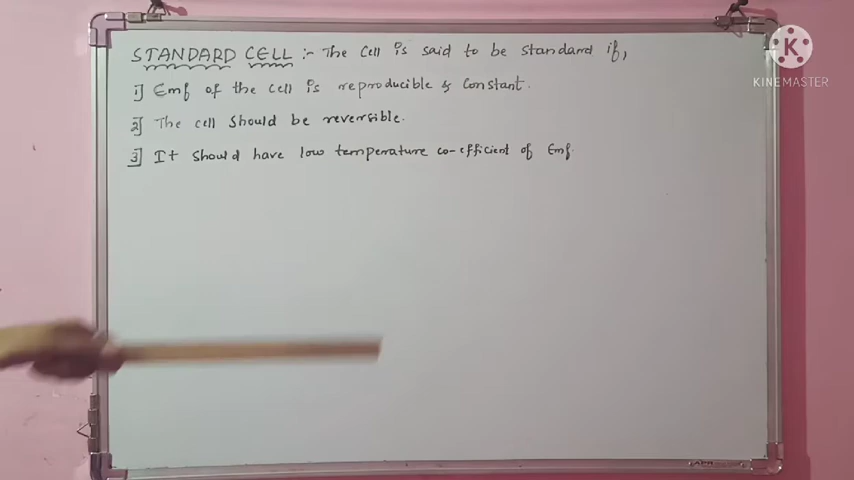 STANDARD CELL :- The Cell is said to be standard if,
1] Emf of the cell is reproducible & Constant.
2] The cell should be reversible.
3] It should have low temperature co-efficient of Emf.
K
KINEMASTER